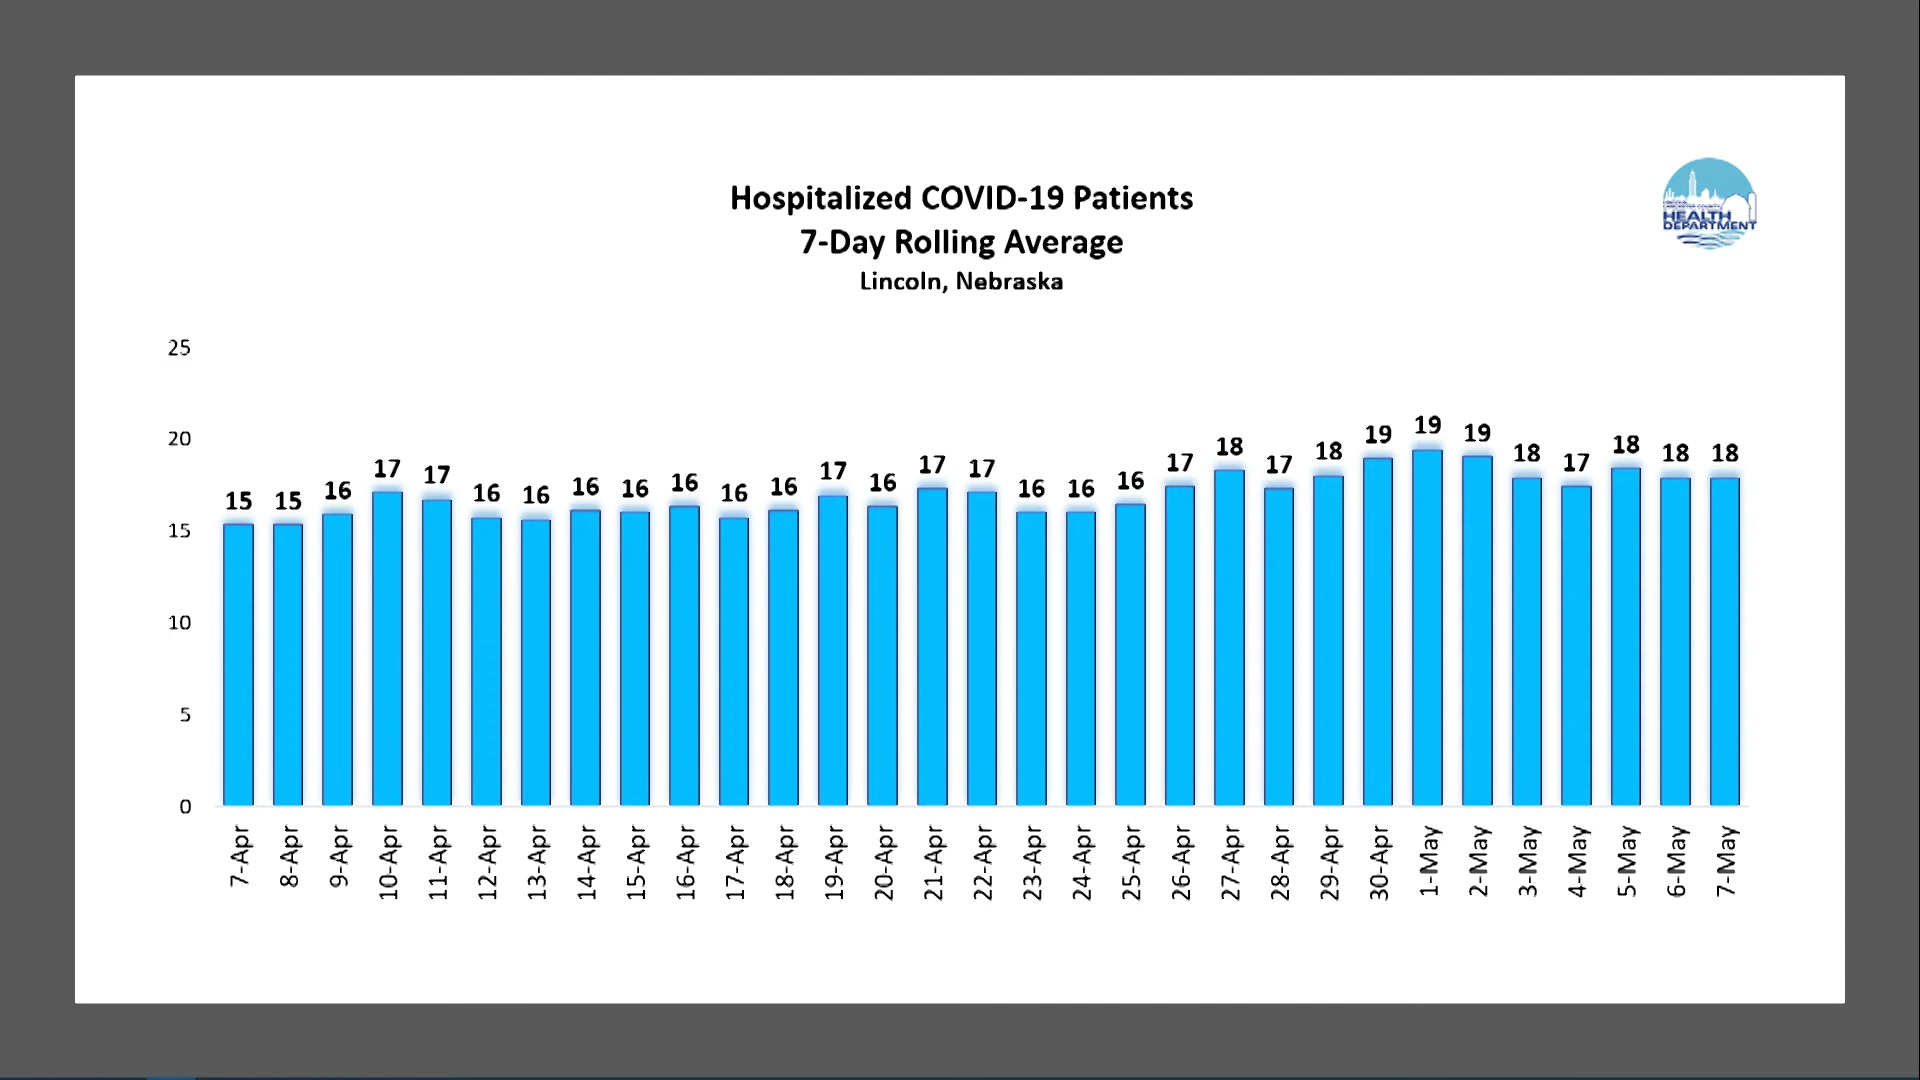 Hospitalized COVID-19 Patients
7-Day Rolling Average
Lincoln, Nebraska
HEALTH
DEPARTMENT
25
20
15
10
5
0
15 15 16 17 17 16 16 16 16 16 16 16 17 16 17 17 16 16 16 17 18 17 18 19 19 19 18 17 18 18 18
7-Apr 8-Apr 9-Apr 10-Apr 11-Apr 12-Apr 13-Apr 14-Apr 15-Apr 16-Apr 17-Apr 18-Apr 19-Apr 20-Apr 21-Apr 22-Apr 23-Apr 24-Apr 25-Apr 26-Apr 27-Apr 28-Apr 29-Apr 30-Apr 1-May 2-May 3-May 4-May 5-May 6-May 7-May